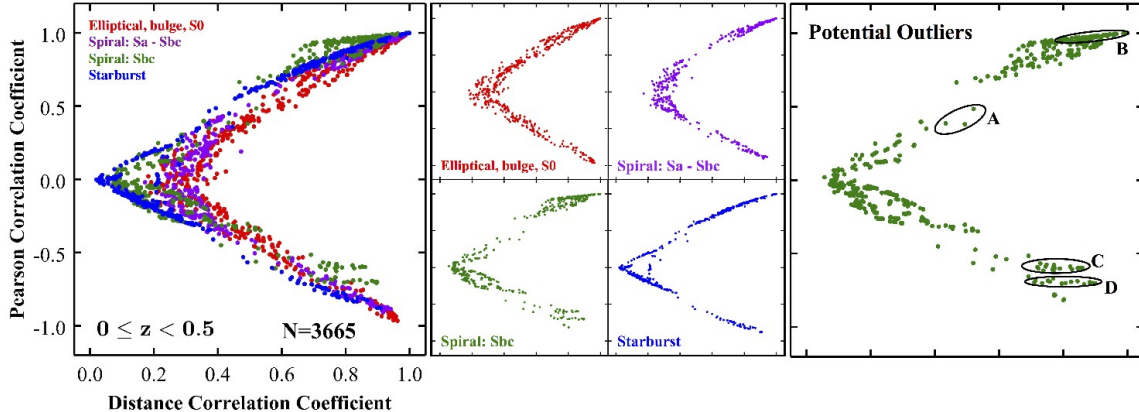 Elliptical, bulge, S0
Spiral: Sa - Sbc
Spiral: Sbc
Starburst
1.0
0.5
0.0
-0.5
-1.0
Pearson Correlation Coefficient
0 ≤ z < 0.5 N=3665
0.0 0.2 0.4 0.6 0.8 1.0
Distance Correlation Coefficient
Elliptical, bulge, S0
Spiral: Sa - Sbc
Spiral: Sbc
Starburst
Potential Outliers
B
A
C
D